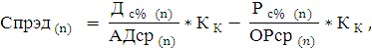 Спрэд (n) = Д с% (n) / АДср (n) * К К − Р с% (n) / ОРср (n) * К К ,